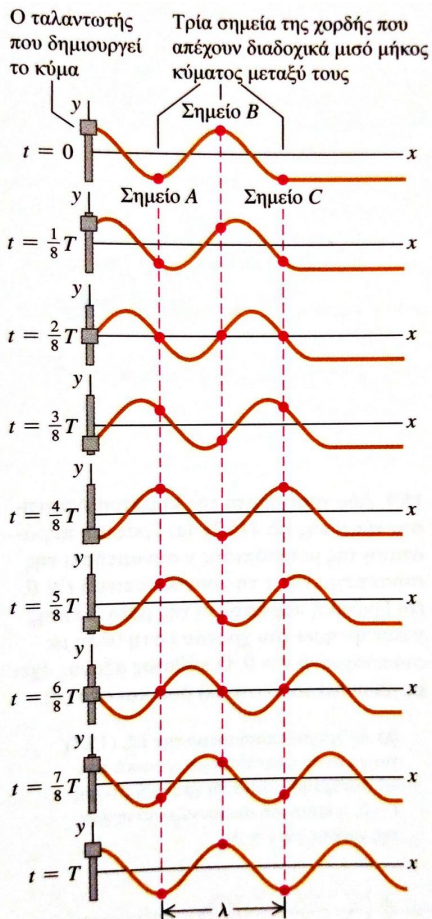 Ο ταλαντωτής
που δημιουργεί
το κύμα
Τρία σημεία της χορδής που
απέχουν διαδοχικά μισό μήκος
κύματος μεταξύ τους
y
Σημείο B
t = 0
x
y
Σημείο A
Σημείο C
t = 1/8 T
x
y
t = 2/8 T
x
y
t = 3/8 T
x
y
t = 4/8 T
x
y
t = 5/8 T
x
y
t = 6/8 T
x
y
t = 7/8 T
x
y
t = T
x
λ